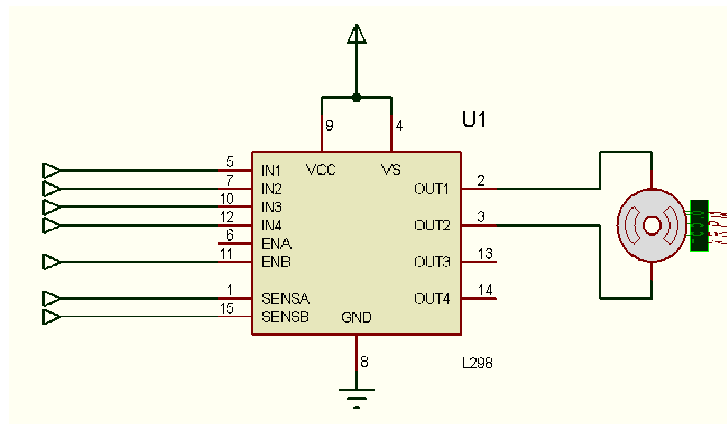 U1
9
4
5
IN1
VCC
VS
OUT1
2
7
IN2
10
IN3
12
IN4
OUT2
3
6
ENA
11
ENB
OUT3
13
1
SENSA
OUT4
14
15
SENSB
GND
8
L298